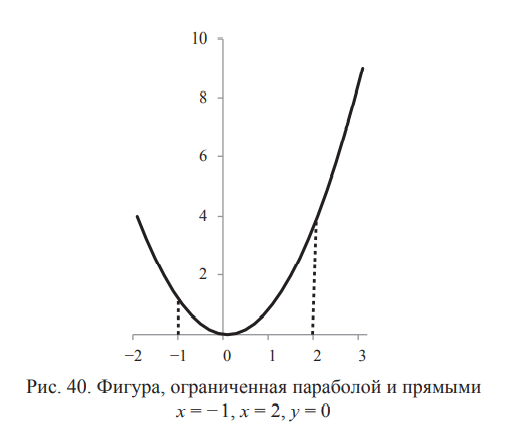 10
8
6
4
2
−2 −1 0 1 2 3
Рис. 40. Фигура, ограниченная параболой и прямыми
x = −1, x = 2, y = 0